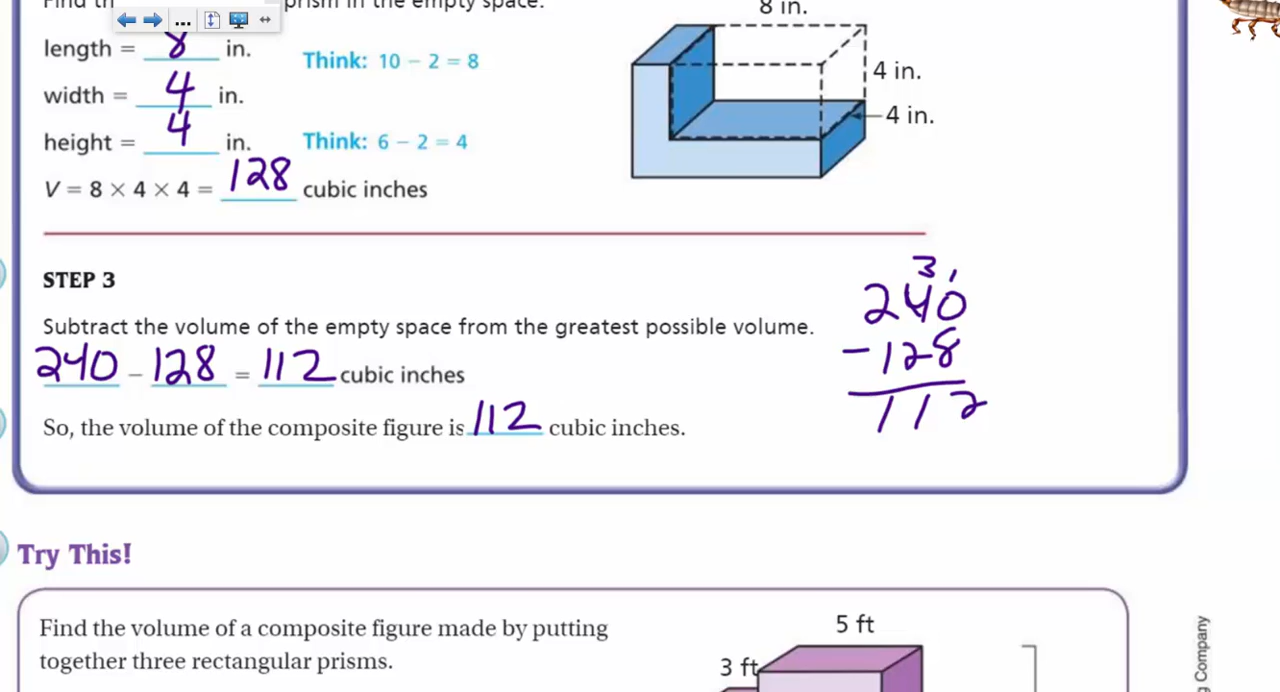 prism in the empty space.
8 in.
length = 8 in. Think: 10 − 2 = 8
4 in.
width = 4 in.
4 in.
height = 4 in. Think: 6 − 2 = 4
V = 8 × 4 × 4 = 128 cubic inches
STEP 3
Subtract the volume of the empty space from the greatest possible volume.
240 − 128 = 112 cubic inches
So, the volume of the composite figure is 112 cubic inches.
3 1
240
−128
112
Try This!
Find the volume of a composite figure made by putting
together three rectangular prisms.
5 ft
3 ft
Company